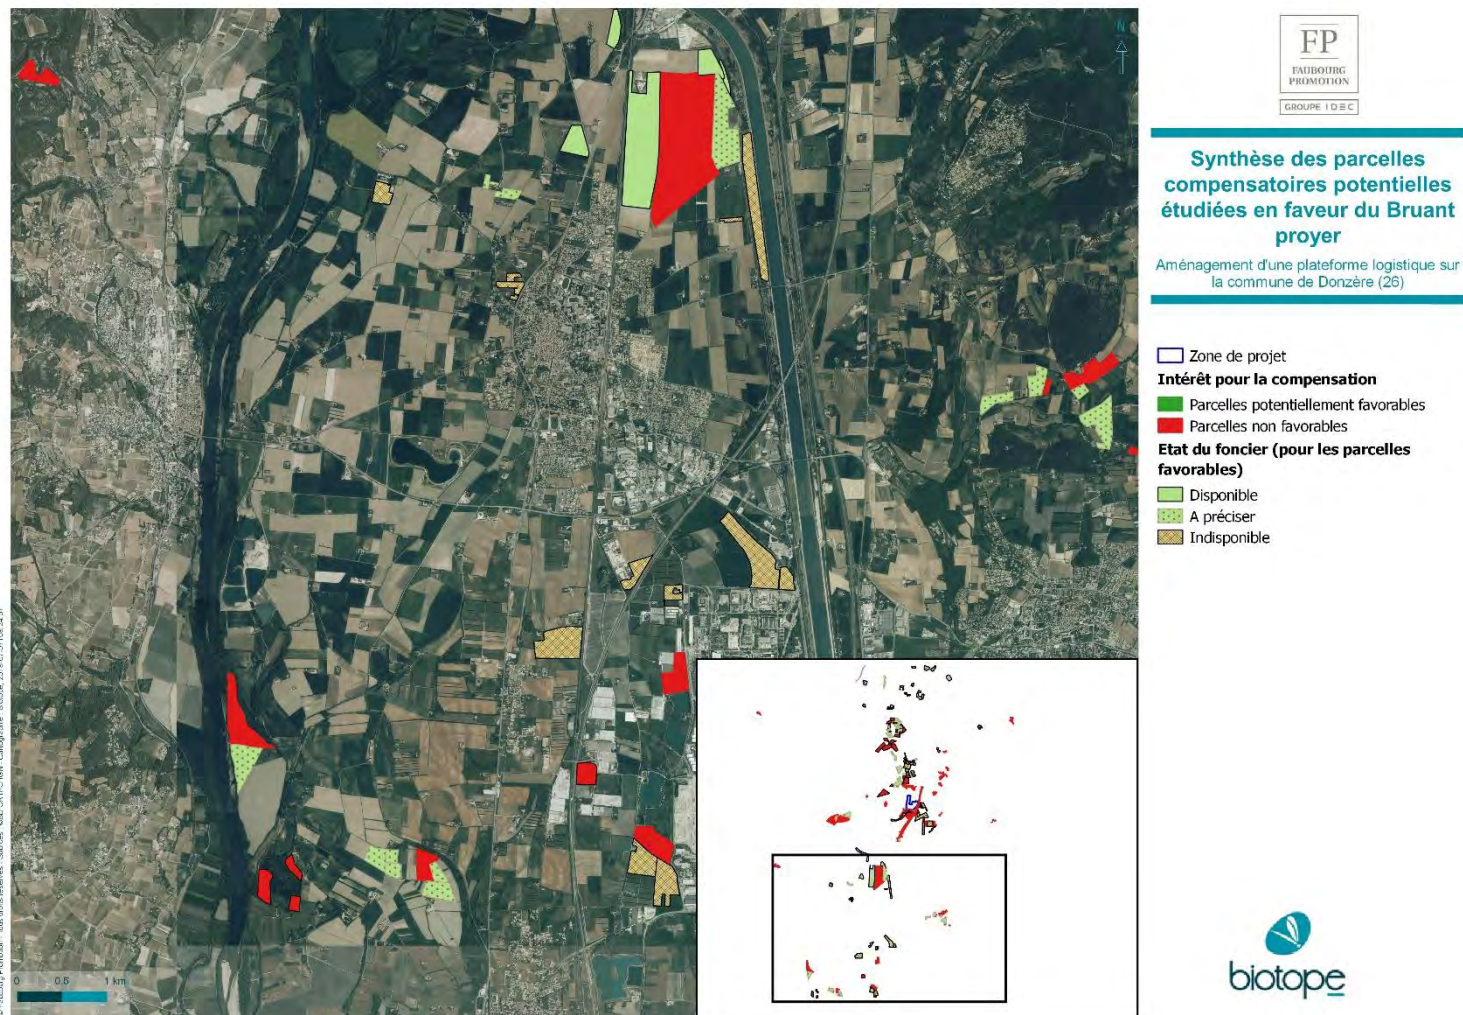 N
FP
FAUBOURG
PROMOTION
GROUPE IDEC
Synthèse des parcelles
compensatoires potentielles
étudiées en faveur du Bruant
proyer
Aménagement d'une plateforme logistique sur
la commune de Donzère (26)
Zone de projet
Intérêt pour la compensation
Parcelles potentiellement favorables
Parcelles non favorables
Etat du foncier (pour les parcelles
favorables)
Disponible
A préciser
Indisponible
0 0.5 1 km
biotope